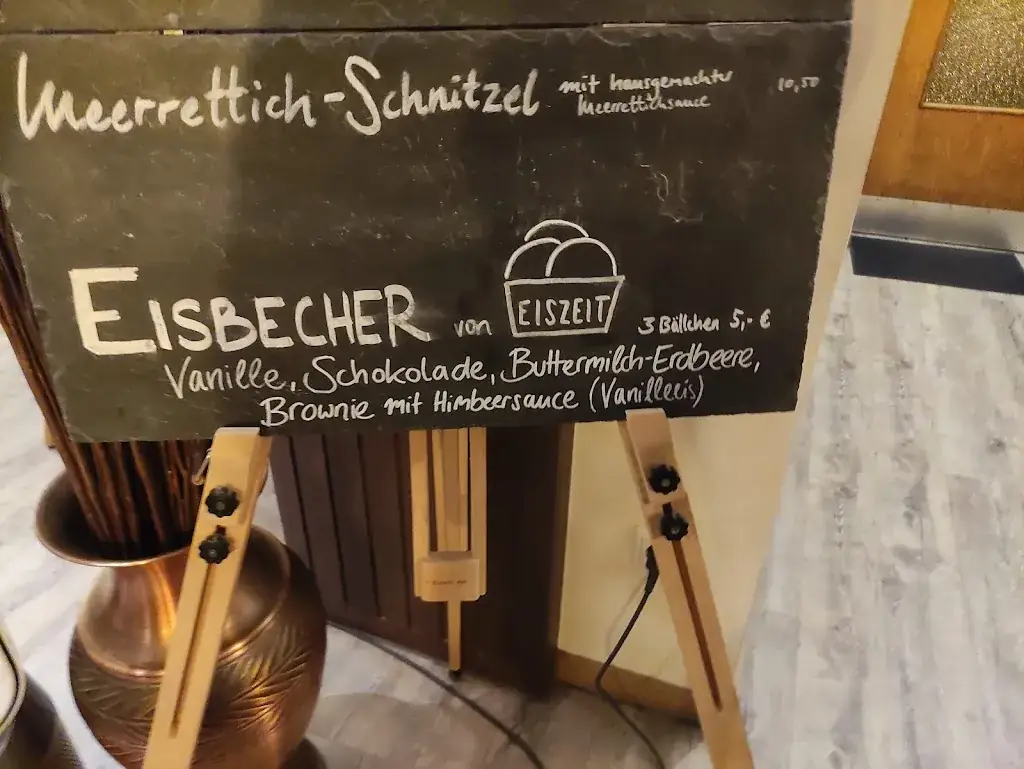 Meerrettich-Schnitzel mit hausgemachter 10,50
Meerrettichsauce
EISBECHER von EISZEIT 3 Bällchen 5,- €
Vanille, Schokolade, Buttermilch-Erdbeere,
Brownie mit Himbeersauce (Vanilleeis)